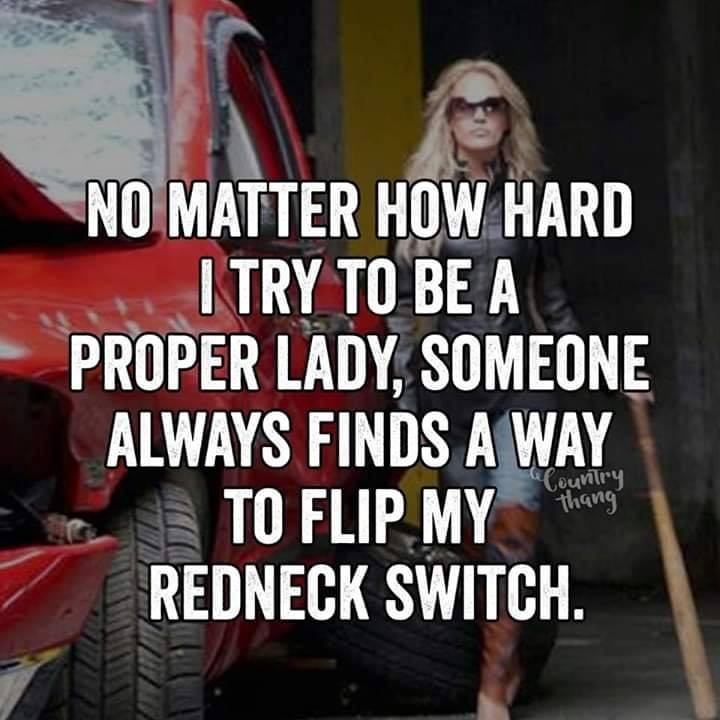 NO MATTER HOW HARD
I TRY TO BE A
PROPER LADY, SOMEONE
ALWAYS FINDS A WAY
TO FLIP MY
REDNECK SWITCH.
@Country
thang